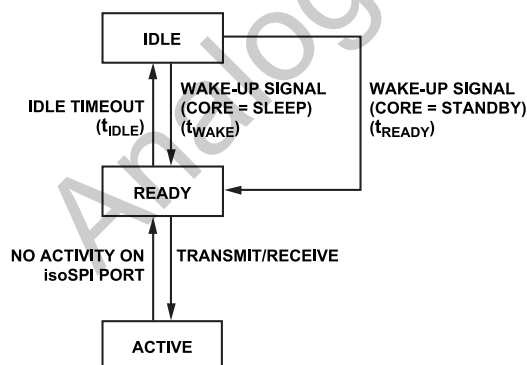 IDLE
IDLE TIMEOUT
(tIDLE)
WAKE-UP SIGNAL
(CORE = SLEEP)
(tWAKE)
WAKE-UP SIGNAL
(CORE = STANDBY)
(tREADY)
READY
NO ACTIVITY ON
isoSPI PORT
TRANSMIT/RECEIVE
ACTIVE
Analog